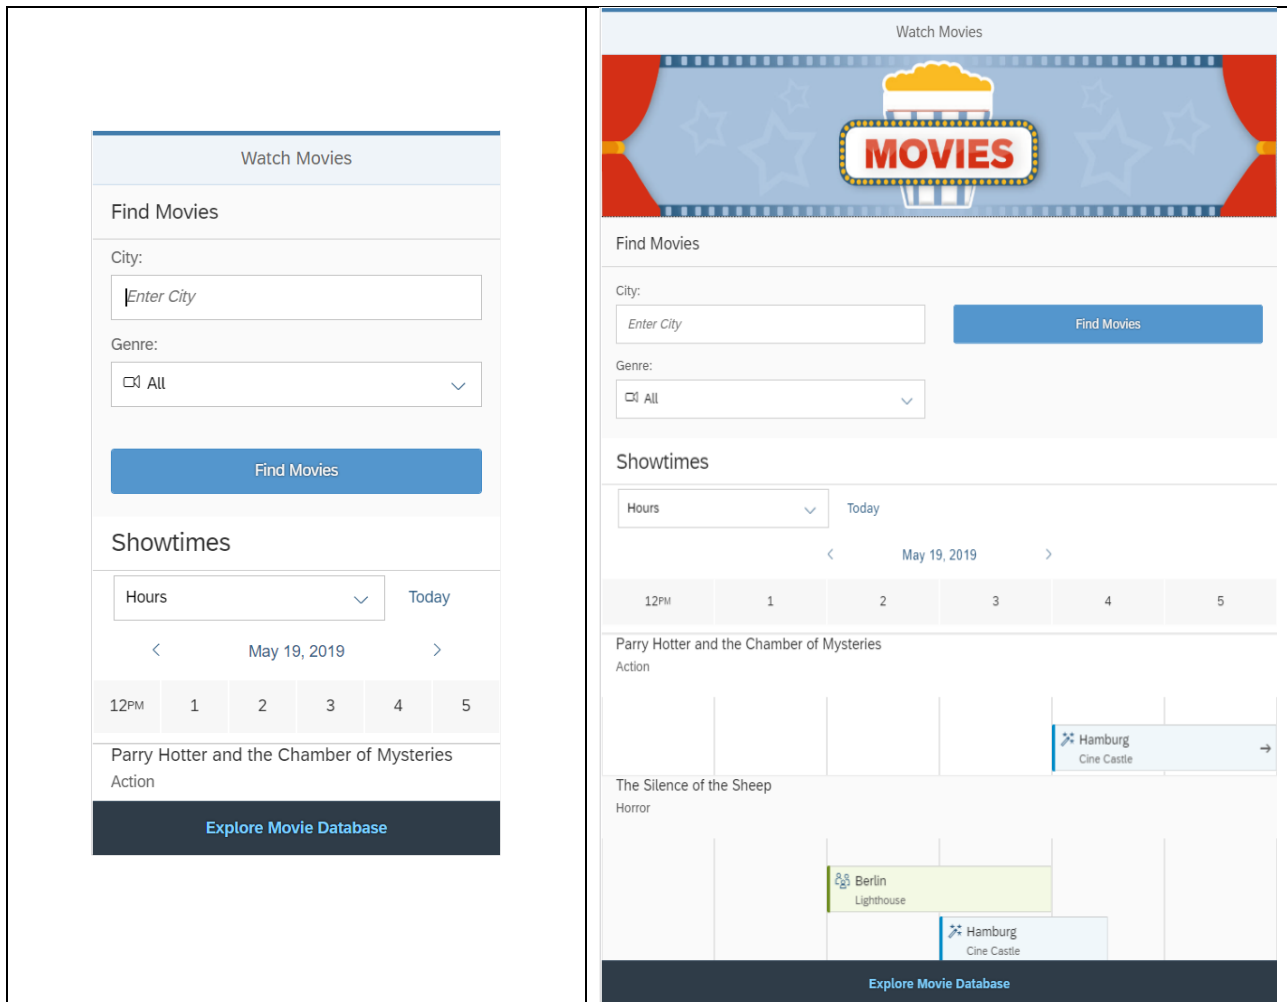 Watch Movies
Find Movies
City:
Enter City
Genre:
All
Find Movies
Showtimes
Hours Today
May 19, 2019
12PM 1 2 3 4 5
Parry Hotter and the Chamber of Mysteries
Action
Explore Movie Database
Watch Movies
MOVIES
Find Movies
City:
Enter City Find Movies
Genre:
All
Showtimes
Hours Today
May 19, 2019
12PM 1 2 3 4 5
Parry Hotter and the Chamber of Mysteries
Action
Hamburg
Cine Castle
The Silence of the Sheep
Horror
Berlin
Lighthouse
Hamburg
Cine Castle
Explore Movie Database